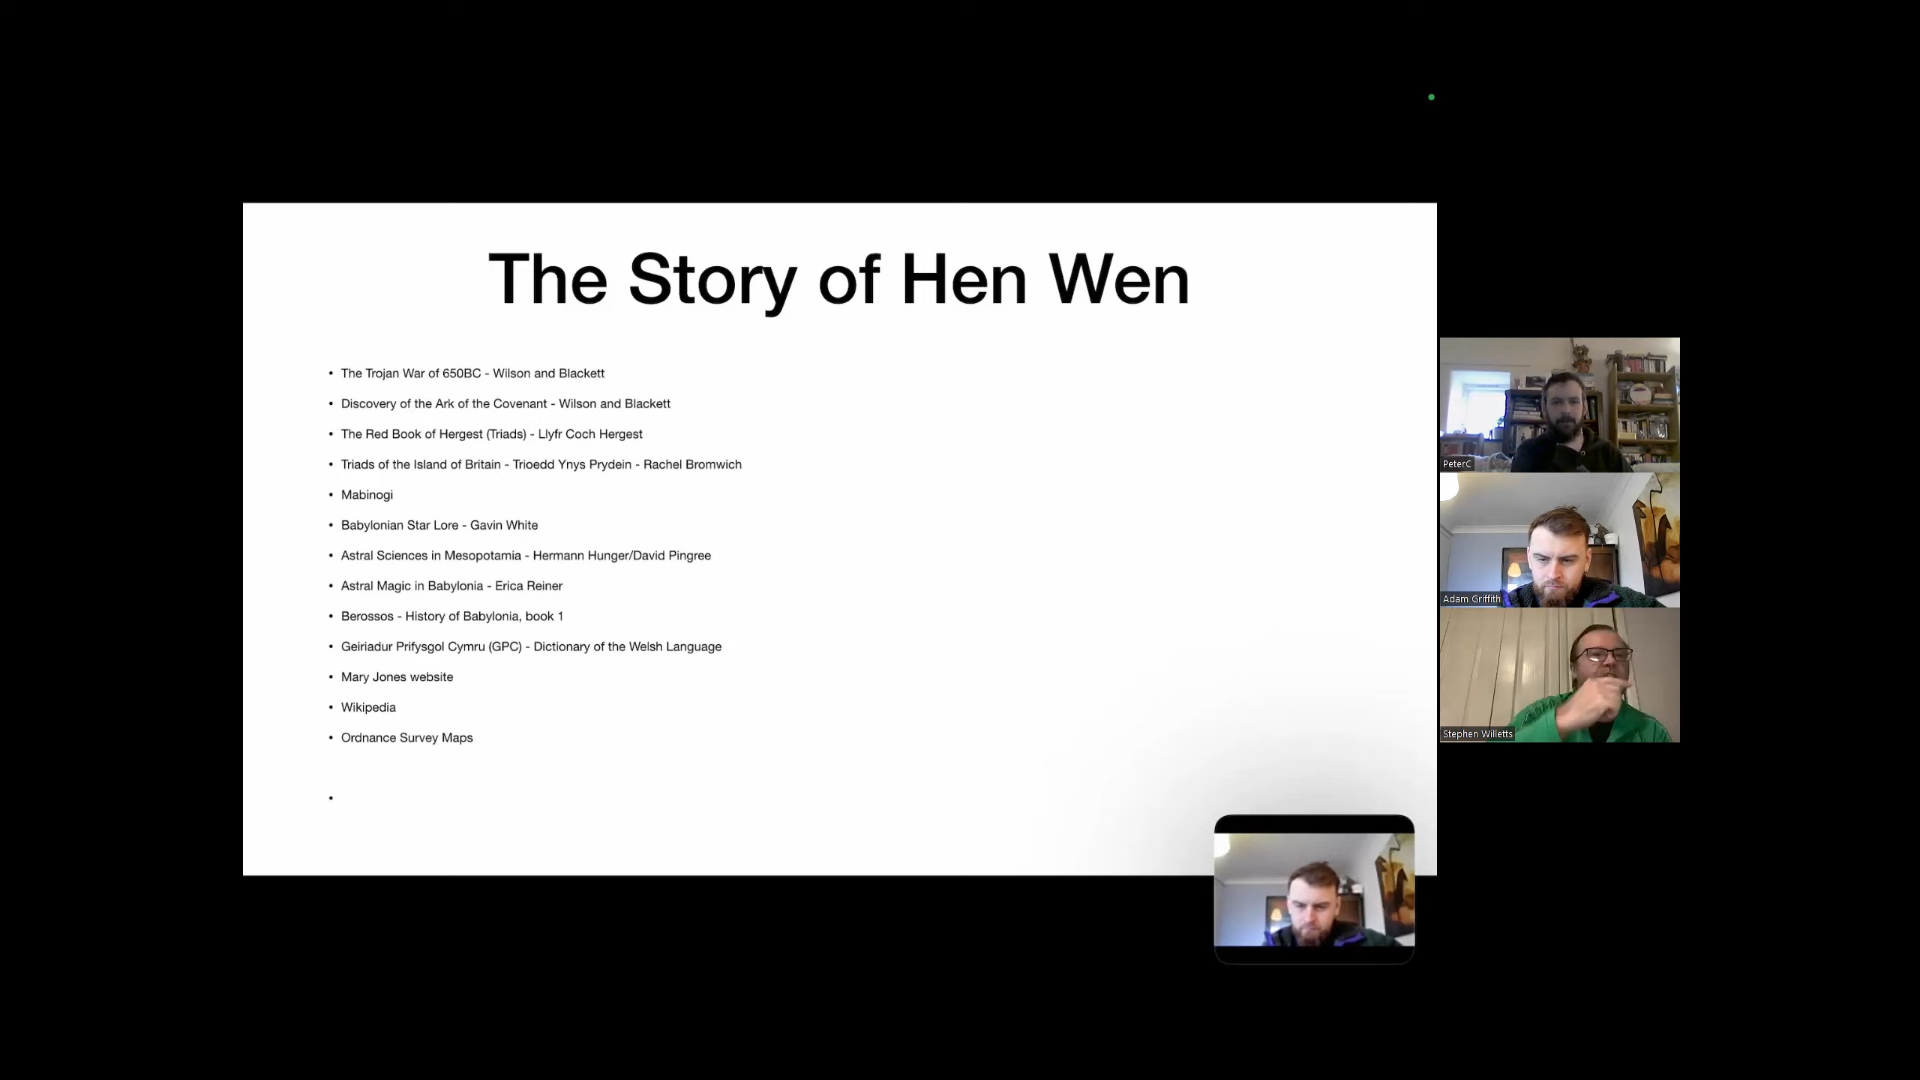 The Story of Hen Wen
• The Trojan War of 650BC - Wilson and Blackett
• Discovery of the Ark of the Covenant - Wilson and Blackett
• The Red Book of Hergest (Triads) - Llyfr Coch Hergest
• Triads of the Island of Britain - Trioedd Ynys Prydein - Rachel Bromwich
• Mabinogi
• Babylonian Star Lore - Gavin White
• Astral Sciences in Mesopotamia - Hermann Hunger/David Pingree
• Astral Magic in Babylonia - Erica Reiner
• Berossos - History of Babylonia, book 1
• Geiriadur Prifysgol Cymru (GPC) - Dictionary of the Welsh Language
• Mary Jones website
• Wikipedia
• Ordnance Survey Maps
•
PeterC
Adam Griffith
Stephen Willetts